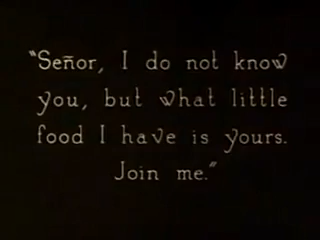 "Señor, I do not know
you, but what little
food I have is yours.
Join me."